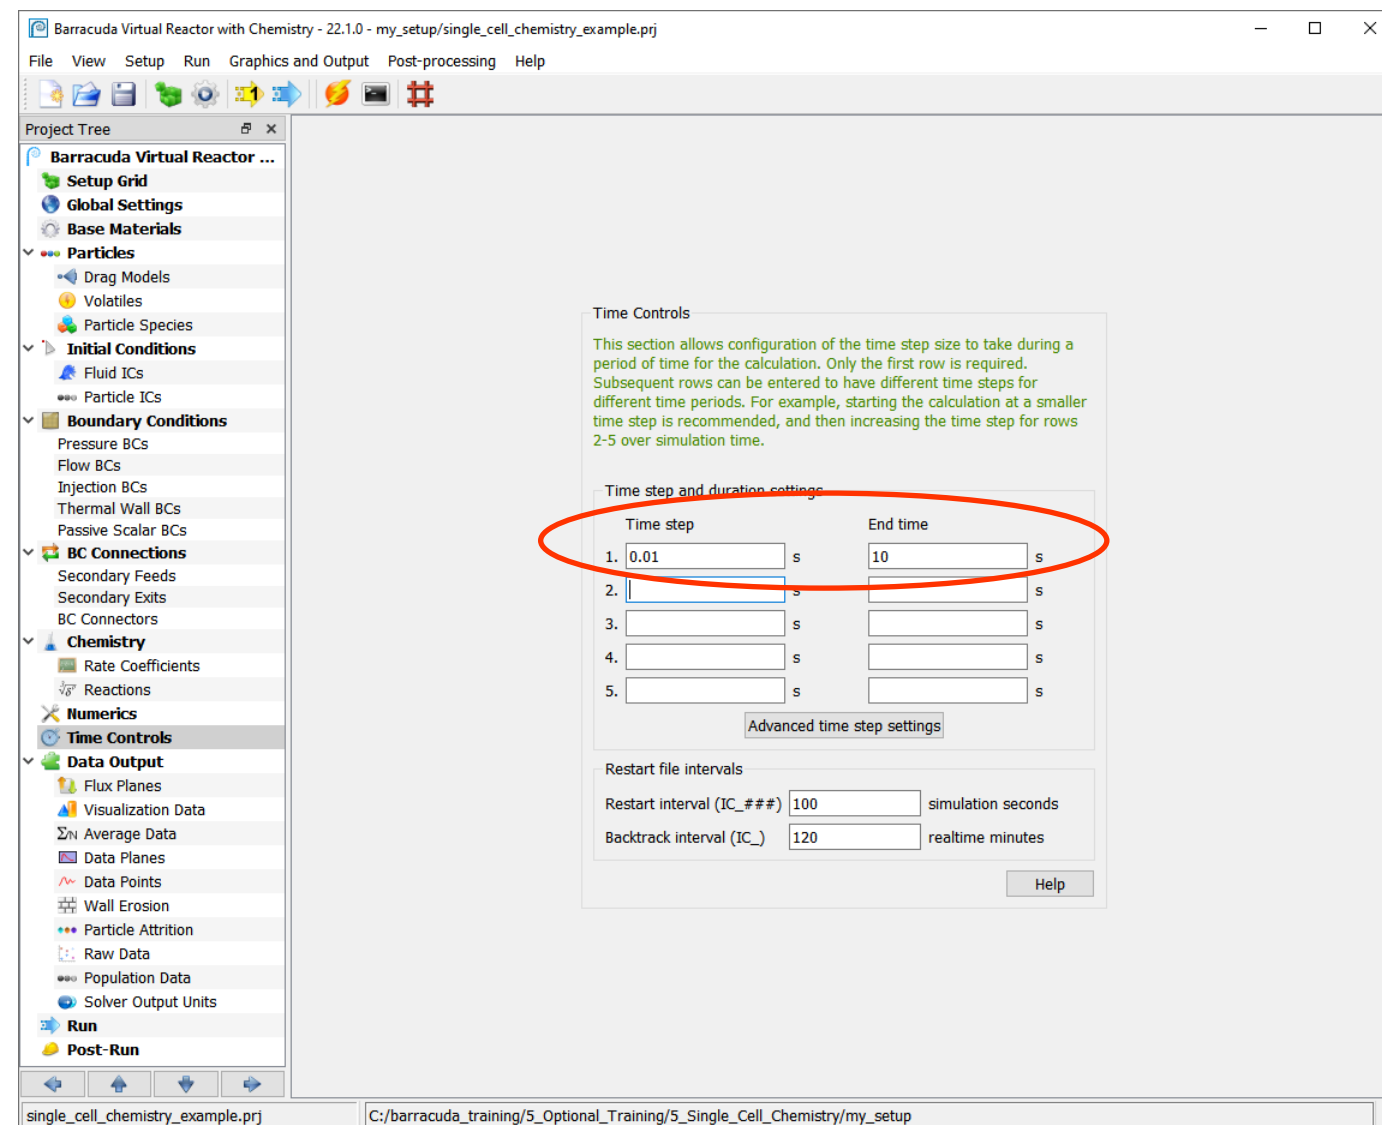 Barracuda Virtual Reactor with Chemistry - 22.1.0 - my_setup/single_cell_chemistry_example.prj
File View Setup Run Graphics and Output Post-processing Help
1
Project Tree
Barracuda Virtual Reactor ...
Setup Grid
Global Settings
Base Materials
Particles
Drag Models
Volatiles
Particle Species
Initial Conditions
Fluid ICs
Particle ICs
Boundary Conditions
Pressure BCs
Flow BCs
Injection BCs
Thermal Wall BCs
Passive Scalar BCs
BC Connections
Secondary Feeds
Secondary Exits
BC Connectors
Chemistry
Rate Coefficients
Reactions
Numerics
Time Controls
Data Output
Flux Planes
Visualization Data
Σ/N Average Data
Data Planes
Data Points
Wall Erosion
Particle Attrition
Raw Data
Population Data
Solver Output Units
Run
Post-Run
Time Controls
This section allows configuration of the time step size to take during a
period of time for the calculation. Only the first row is required.
Subsequent rows can be entered to have different time steps for
different time periods. For example, starting the calculation at a smaller
time step is recommended, and then increasing the time step for rows
2-5 over simulation time.
Time step and duration settings
Time step End time
1. 0.01 s 10 s
2. s s
3. s s
4. s s
5. s s
Advanced time step settings
Restart file intervals
Restart interval (IC_###) 100 simulation seconds
Backtrack interval (IC_) 120 realtime minutes
Help
single_cell_chemistry_example.prj C:/barracuda_training/5_Optional_Training/5_Single_Cell_Chemistry/my_setup